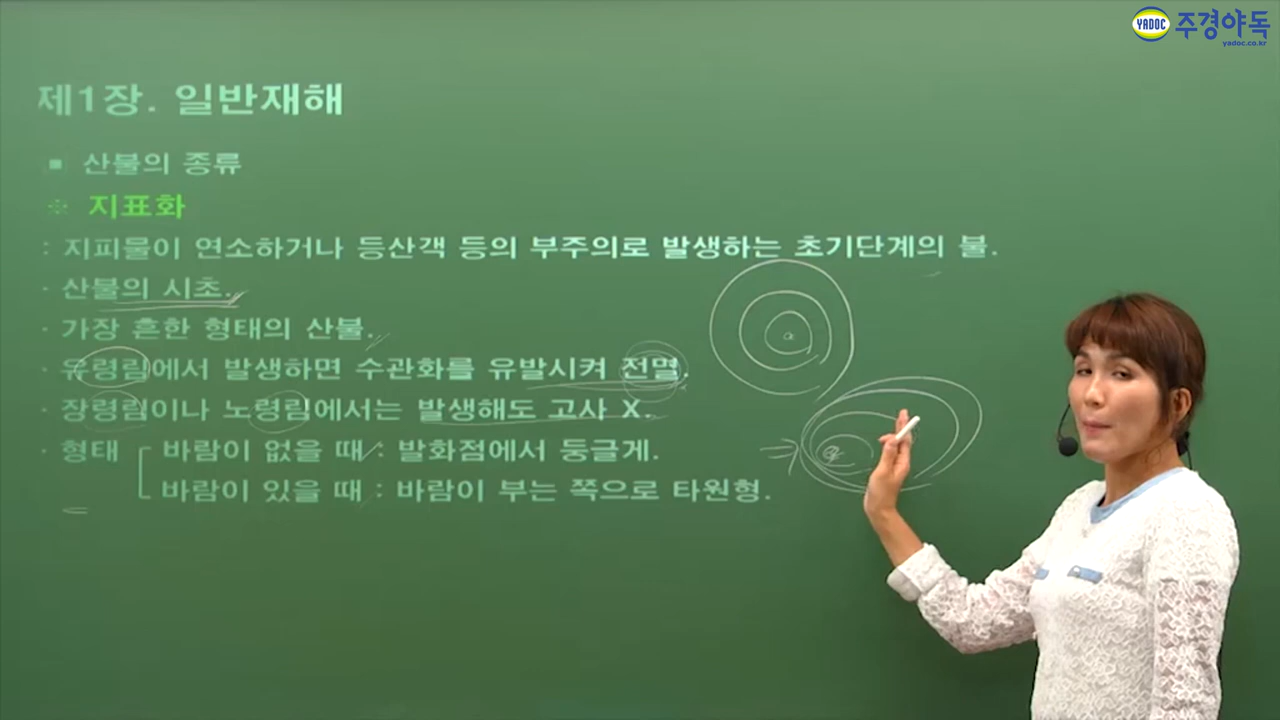 YADOC 주경야독
yadoc.co.kr
제1장. 일반재해
■ 산불의 종류
※ 지표화
: 지피물이 연소하거나 등산객 등의 부주의로 발생하는 초기단계의 불.
· 산불의 시초.
· 가장 흔한 형태의 산불.
· 유령림에서 발생하면 수관화를 유발시켜 전멸.
· 장령림이나 노령림에서는 발생해도 고사 X.
· 형태 바람이 없을 때 : 발화점에서 둥글게.
바람이 있을 때 : 바람이 부는 쪽으로 타원형.